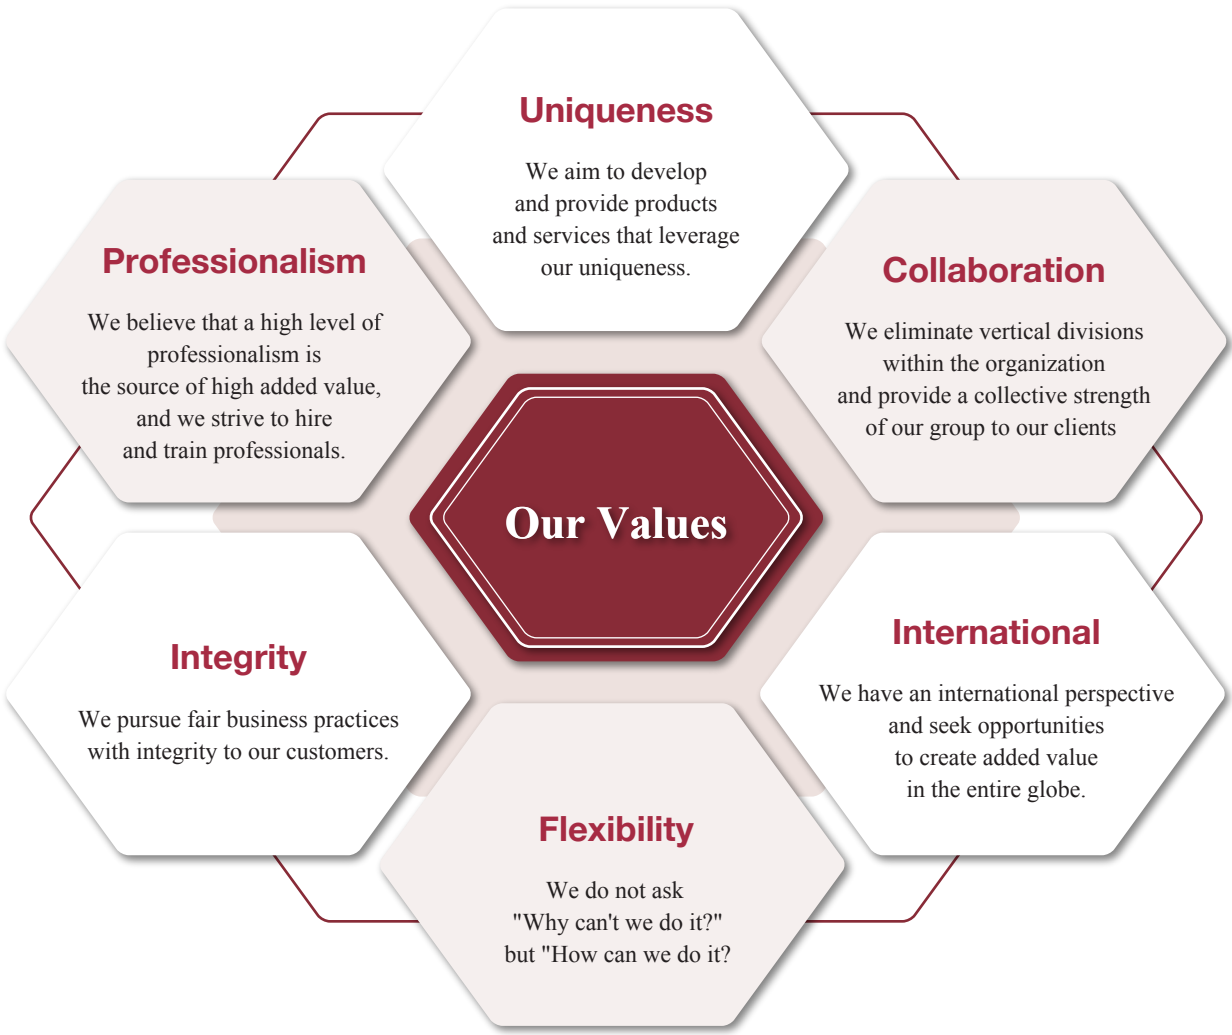 Uniqueness
We aim to develop
and provide products
and services that leverage
our uniqueness.
Professionalism
We believe that a high level of
professionalism is
the source of high added value,
and we strive to hire
and train professionals.
Collaboration
We eliminate vertical divisions
within the organization
and provide a collective strength
of our group to our clients
Our Values
Integrity
We pursue fair business practices
with integrity to our customers.
International
We have an international perspective
and seek opportunities
to create added value
in the entire globe.
Flexibility
We do not ask
"Why can't we do it?"
but "How can we do it?